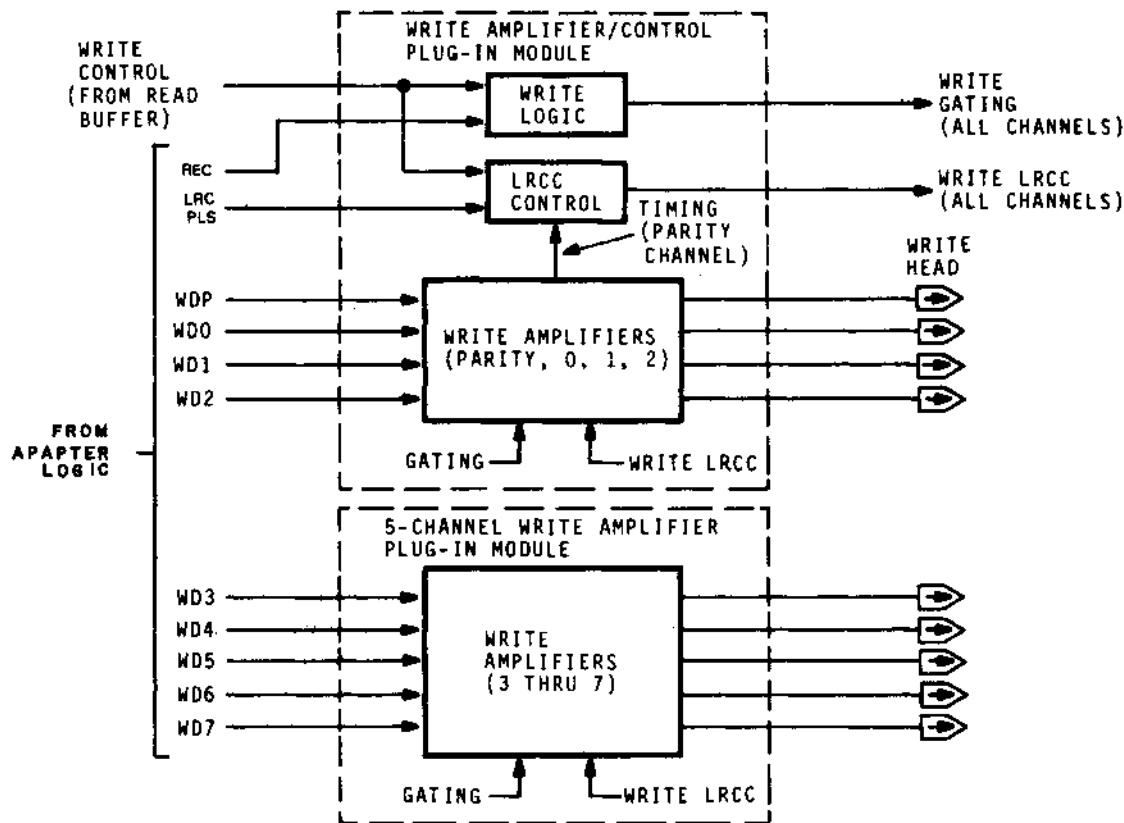 WRITE AMPLIFIER/CONTROL
PLUG-IN MODULE
WRITE
CONTROL
(FROM READ
BUFFER)
WRITE
LOGIC
WRITE
GATING
(ALL CHANNELS)
REC
LRC
PLS
LRCC
CONTROL
WRITE LRCC
(ALL CHANNELS)
TIMING
(PARITY
CHANNEL)
WRITE
HEAD
WDP
WD0
WD1
WD2
WRITE AMPLIFIERS
(PARITY, 0, 1, 2)
FROM
APAPTER
LOGIC
GATING
WRITE LRCC
5-CHANNEL WRITE AMPLIFIER
PLUG-IN MODULE
WD3
WD4
WD5
WD6
WD7
WRITE
AMPLIFIERS
(3 THRU 7)
GATING
WRITE LRCC